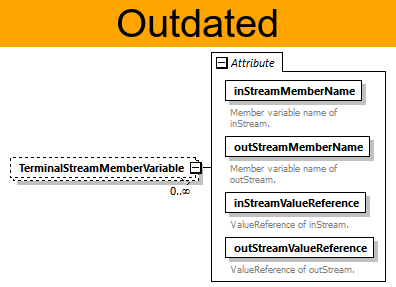 Outdated
Attribute
inStreamMemberName
Member variable name of
inStream.
outStreamMemberName
Member variable name of
outStream.
TerminalStreamMemberVariable
0..∞
inStreamValueReference
ValueReference of inStream.
outStreamValueReference
ValueReference of outStream.